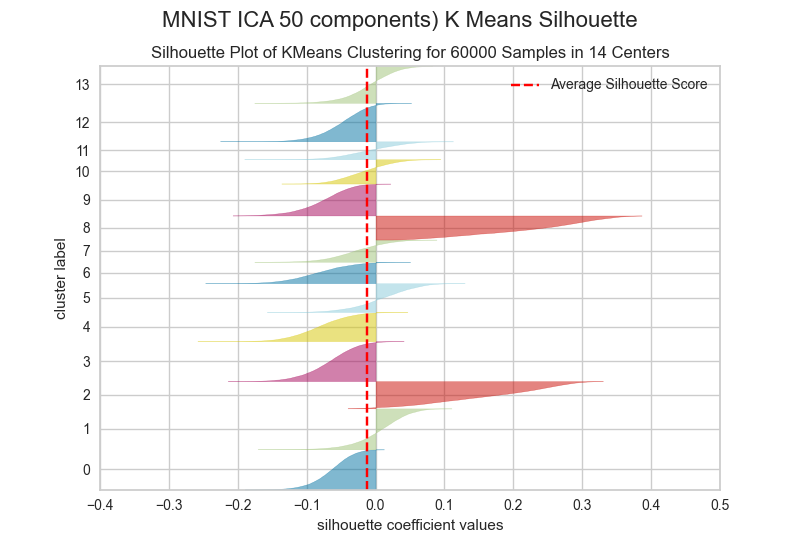 MNIST ICA 50 components) K Means Silhouette
Silhouette Plot of KMeans Clustering for 60000 Samples in 14 Centers
Average Silhouette Score
cluster label
13
12
11
10
9
8
7
6
5
4
3
2
1
0
−0.4 −0.3 −0.2 −0.1 0.0 0.1 0.2 0.3 0.4 0.5
silhouette coefficient values